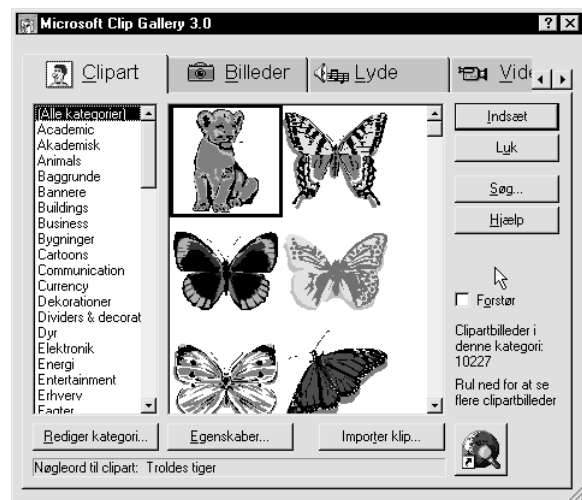 Microsoft Clip Gallery 3.0
Clipart
Billeder
Lyde
Vide
(Alle kategorier)
Academic
Akademisk
Animals
Baggrunde
Bannere
Buildings
Business
Bygninger
Cartoons
Communication
Currency
Dekorationer
Dividers & decorat
Dyr
Elektronik
Energi
Entertainment
Erhverv
Fagter
Indsæt
Luk
Søg...
Hjælp
Forstør
Clipartbilleder i
denne kategori:
10227
Rul ned for at se
flere clipartbilleder
Rediger kategori...
Egenskaber...
Importer klip...
Nøgleord til clipart: Troldes tiger